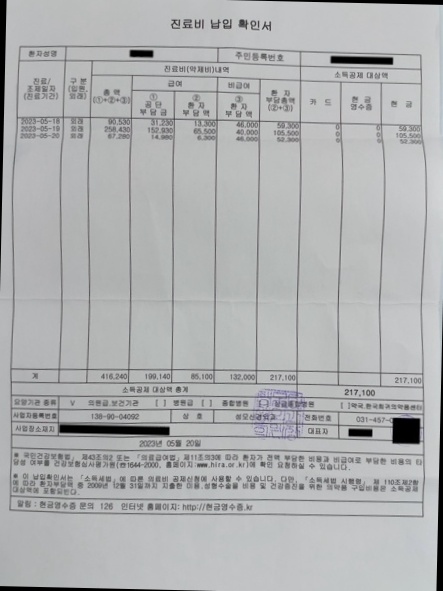 진료비 납입 확인서
환자성명 주민등록번호
진료/조제일자(진료기간) 구 분(입원,외래) 진료비(약제비)내역 소득공제 대상액
급여 비급여
총 액(①+②+③) ①공 단 부 담 금 ②환 자 부 담 액 ③환 자 부 담 액 환 자 부담총액(②+③) 카 드 현 금 영수증 현 금
2023-05-18 외래 90,530 31,230 13,300 46,000 59,300 0 0 59,300
2023-05-19 외래 258,430 152,930 65,500 40,000 105,500 0 0 105,500
2023-05-20 외래 67,280 14,980 6,300 46,000 52,300 0 0 52,300
계 416,240 199,140 85,100 132,000 217,100 217,100
소득공제 대상액 총계 217,100
요양기관 종류 V 의원급,보건기관 [ ] 병원급 [ ] 종합병원 [ ] 상급종합병원 [ ]약국,한국희귀의약품센터
사업자등록번호 138-90-04092 상 호 전화번호 031-457-
사업장소재지 대표자
2023년 05월 20일
※ 국민건강보험법」 제43조의2 또는 「의료급여법」 제11조의3에 따라 환자가 전액 부담한 비용과 비급여로 부담한 비용의 타
당성 여부를 건강보험심사평가원(☎1644-2000, 홈페이지:www.hira.or.kr)에 확인 요청하실 수 있습니다.
※ 이 납입확인서는 「소득세법」에 따른 의료비 공제신청에 사용할 수 있습니다. 다만, 「소득세법 시행령」 제 110조제2항
에 따라 환자부담액 중 2009년 12월 31일까지 지출한 미용,성형수술을 비용 및 건강증진을 위한 의약품 구입비용은 소득공제
대상액에 포함된다.
알림 : 현금영수증 문의 126 인터넷 홈페이지: http://현금영수증.kr